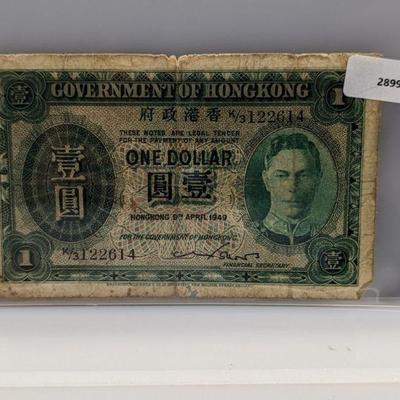 2899
壹 GOVERNMENT OF HONGKONG 1
府政港香 K/3 122614
THESE NOTES ARE LEGAL TENDER
FOR THE PAYMENT OF ANY AMOUNT
ONE DOLLAR
壹圓
圓壹
HONGKONG 9TH APRIL 1949
FOR THE GOVERNMENT OF HONGKONG
K/3 122614
FINANCIAL SECRETARY
1 壹